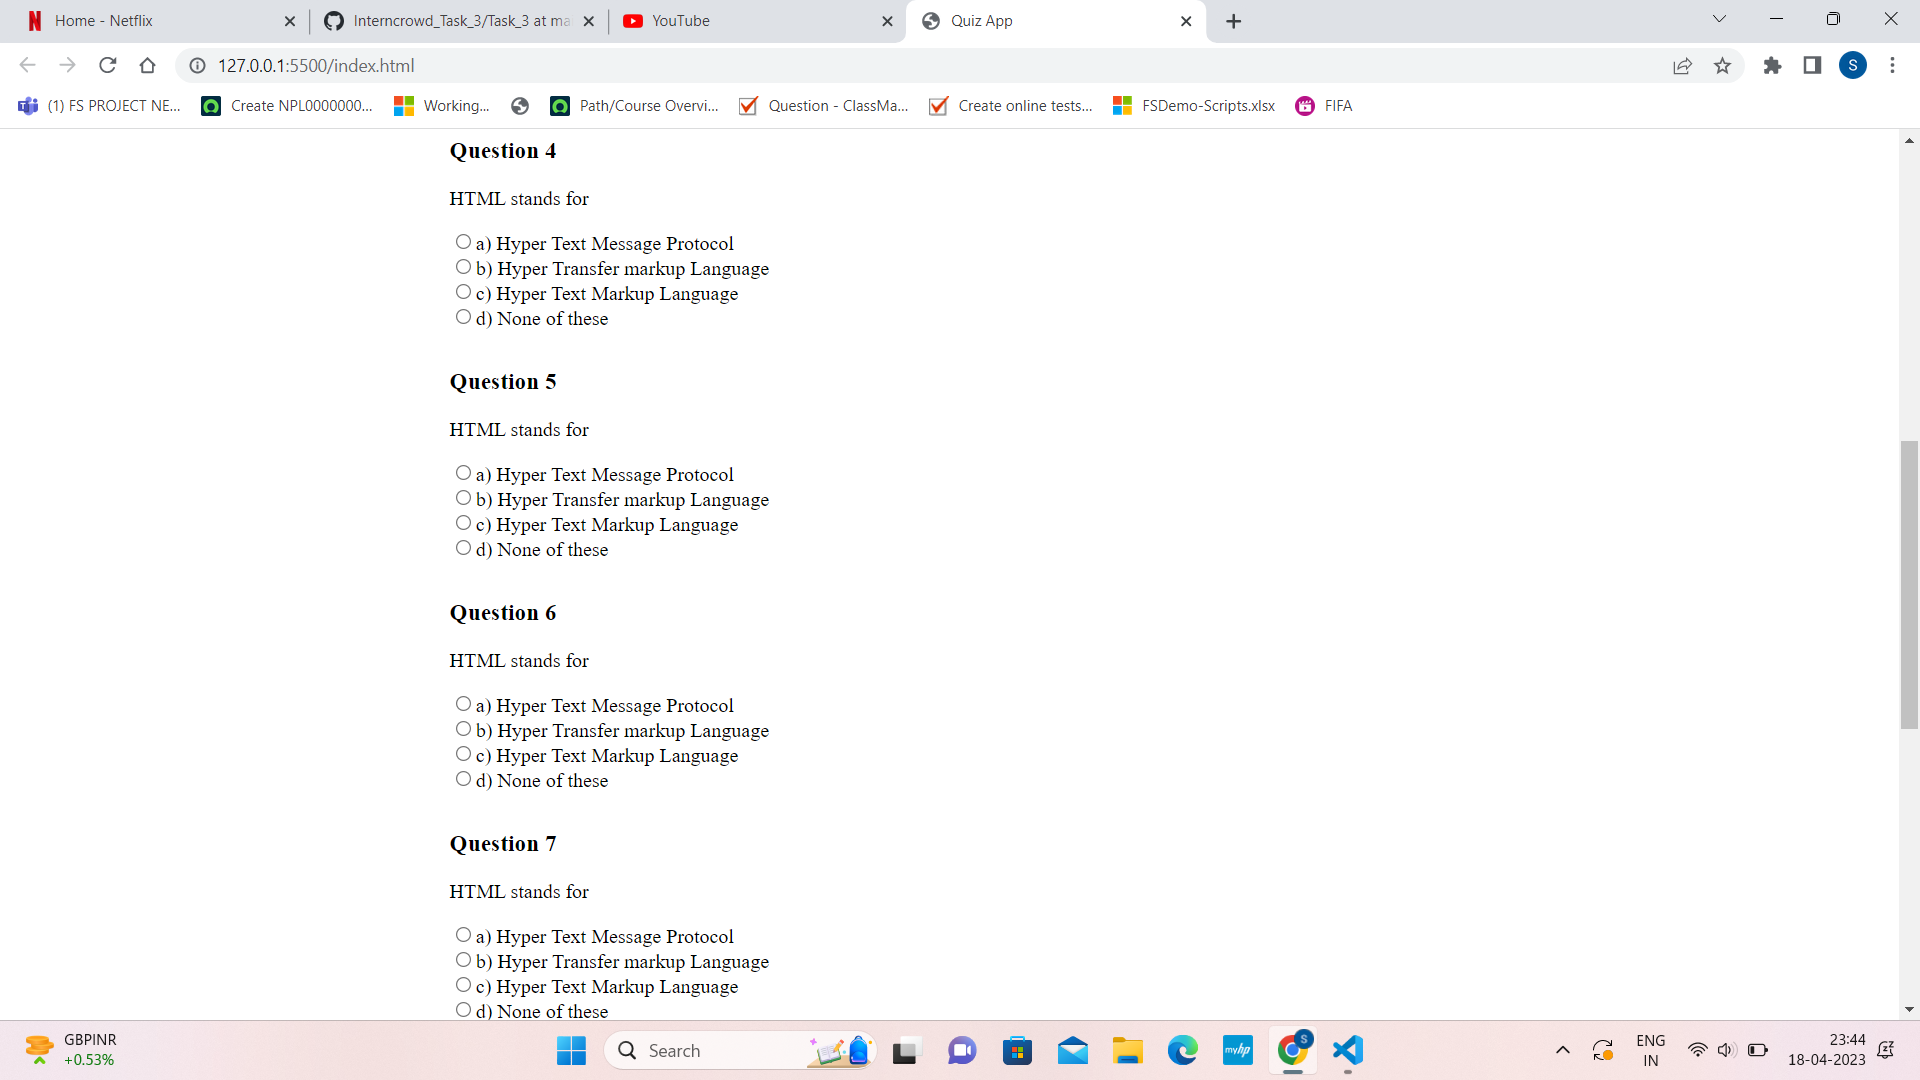 Home - Netflix
Interncrowd_Task_3/Task_3 at ma
YouTube
Quiz App
127.0.0.1:5500/index.html
S
(1) FS PROJECT NE...
Create NPL0000000...
Working...
Path/Course Overvi...
Question - ClassMa...
Create online tests...
FSDemo-Scripts.xlsx
FIFA
Question 4
HTML stands for
a) Hyper Text Message Protocol
b) Hyper Transfer markup Language
c) Hyper Text Markup Language
d) None of these
Question 5
HTML stands for
a) Hyper Text Message Protocol
b) Hyper Transfer markup Language
c) Hyper Text Markup Language
d) None of these
Question 6
HTML stands for
a) Hyper Text Message Protocol
b) Hyper Transfer markup Language
c) Hyper Text Markup Language
d) None of these
Question 7
HTML stands for
a) Hyper Text Message Protocol
b) Hyper Transfer markup Language
c) Hyper Text Markup Language
d) None of these
GBPINR
+0.53%
Search
myhp
S
ENG
IN
23:44
18-04-2023